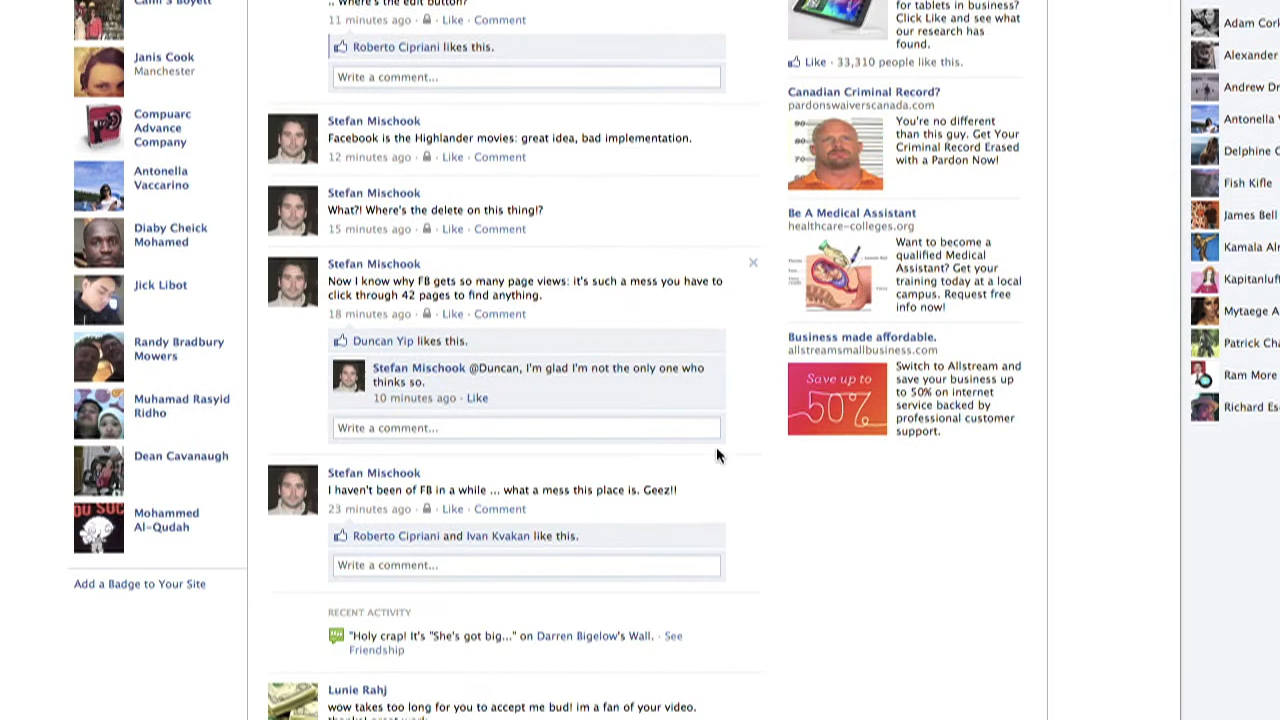 Cami's Boyett
Janis Cook
Manchester
Compuarc
Advance
Company
Antonella
Vaccarino
Diaby Cheick
Mohamed
Jick Libot
Randy Bradbury
Mowers
Muhamad Rasyid
Ridho
Dean Cavanaugh
YOU SUC
Mohammed
Al-Qudah
Add a Badge to Your Site
.. Where's the edit button?
11 minutes ago · Like · Comment
Roberto Cipriani likes this.
Write a comment...
Stefan Mischook
Facebook is the Highlander movies: great idea, bad implementation.
12 minutes ago · Like · Comment
Stefan Mischook
What?! Where's the delete on this thing!?
15 minutes ago · Like · Comment
Stefan Mischook
Now I know why FB gets so many page views: it's such a mess you have to
click through 42 pages to find anything.
18 minutes ago · Like · Comment
Duncan Yip likes this.
Stefan Mischook @Duncan, I'm glad I'm not the only one who
thinks so.
10 minutes ago · Like
Write a comment...
Stefan Mischook
I haven't been of FB in a while ... what a mess this place is. Geez!!
23 minutes ago · Like · Comment
Roberto Cipriani and Ivan Kvakan like this.
Write a comment...
RECENT ACTIVITY
"Holy crap! It's "She's got big..." on Darren Bigelow's Wall. · See
Friendship
Lunie Rahj
wow takes too long for you to accept me bud! im a fan of your video.
for tablets in business?
Click Like and see what
our research has
found.
Like · 33,310 people like this.
Canadian Criminal Record?
pardonswaiverscanada.com
You're no different
than this guy. Get Your
Criminal Record Erased
with a Pardon Now!
Be A Medical Assistant
healthcare-colleges.org
Want to become a
qualified Medical
Assistant? Get your
training today at a local
campus. Request free
info now!
Business made affordable.
allstreamsmallbusiness.com
Save up to
50%
Switch to Allstream and
save your business up
to 50% on internet
service backed by
professional customer
support.
Adam Cor
Alexander
Andrew Dr
Antonella
Delphine C
Fish Kifle
James Bell
Kamala Al
Kapitanluf
Mytaege A
Patrick Cha
Ram More
Richard Es